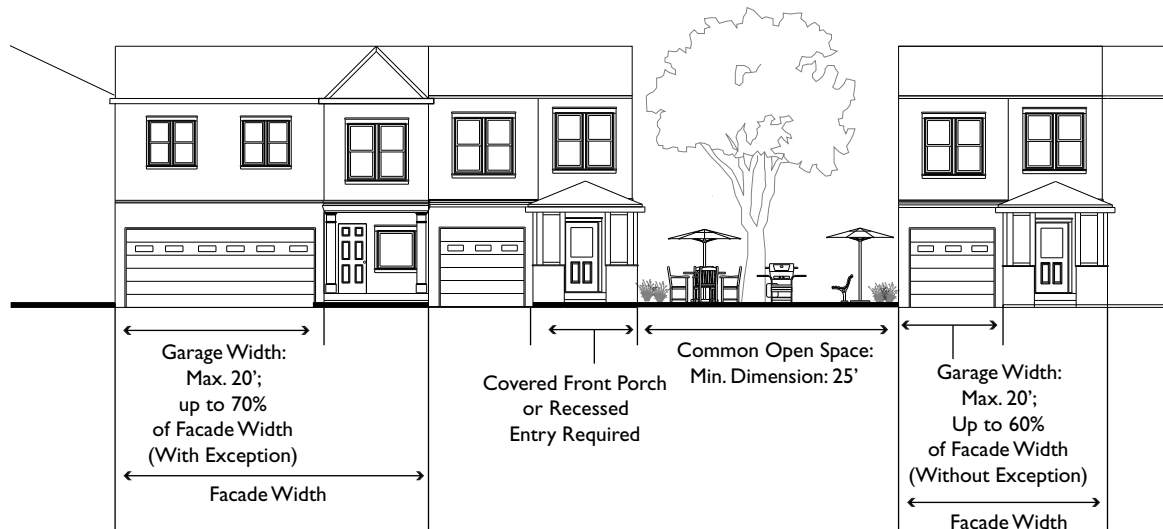 Garage Width:
Max. 20’;
up to 70%
of Facade Width
(With Exception)
Facade Width
Covered Front Porch
or Recessed
Entry Required
Common Open Space:
Min. Dimension: 25’
Garage Width:
Max. 20’;
Up to 60%
of Facade Width
(Without Exception)
Facade Width